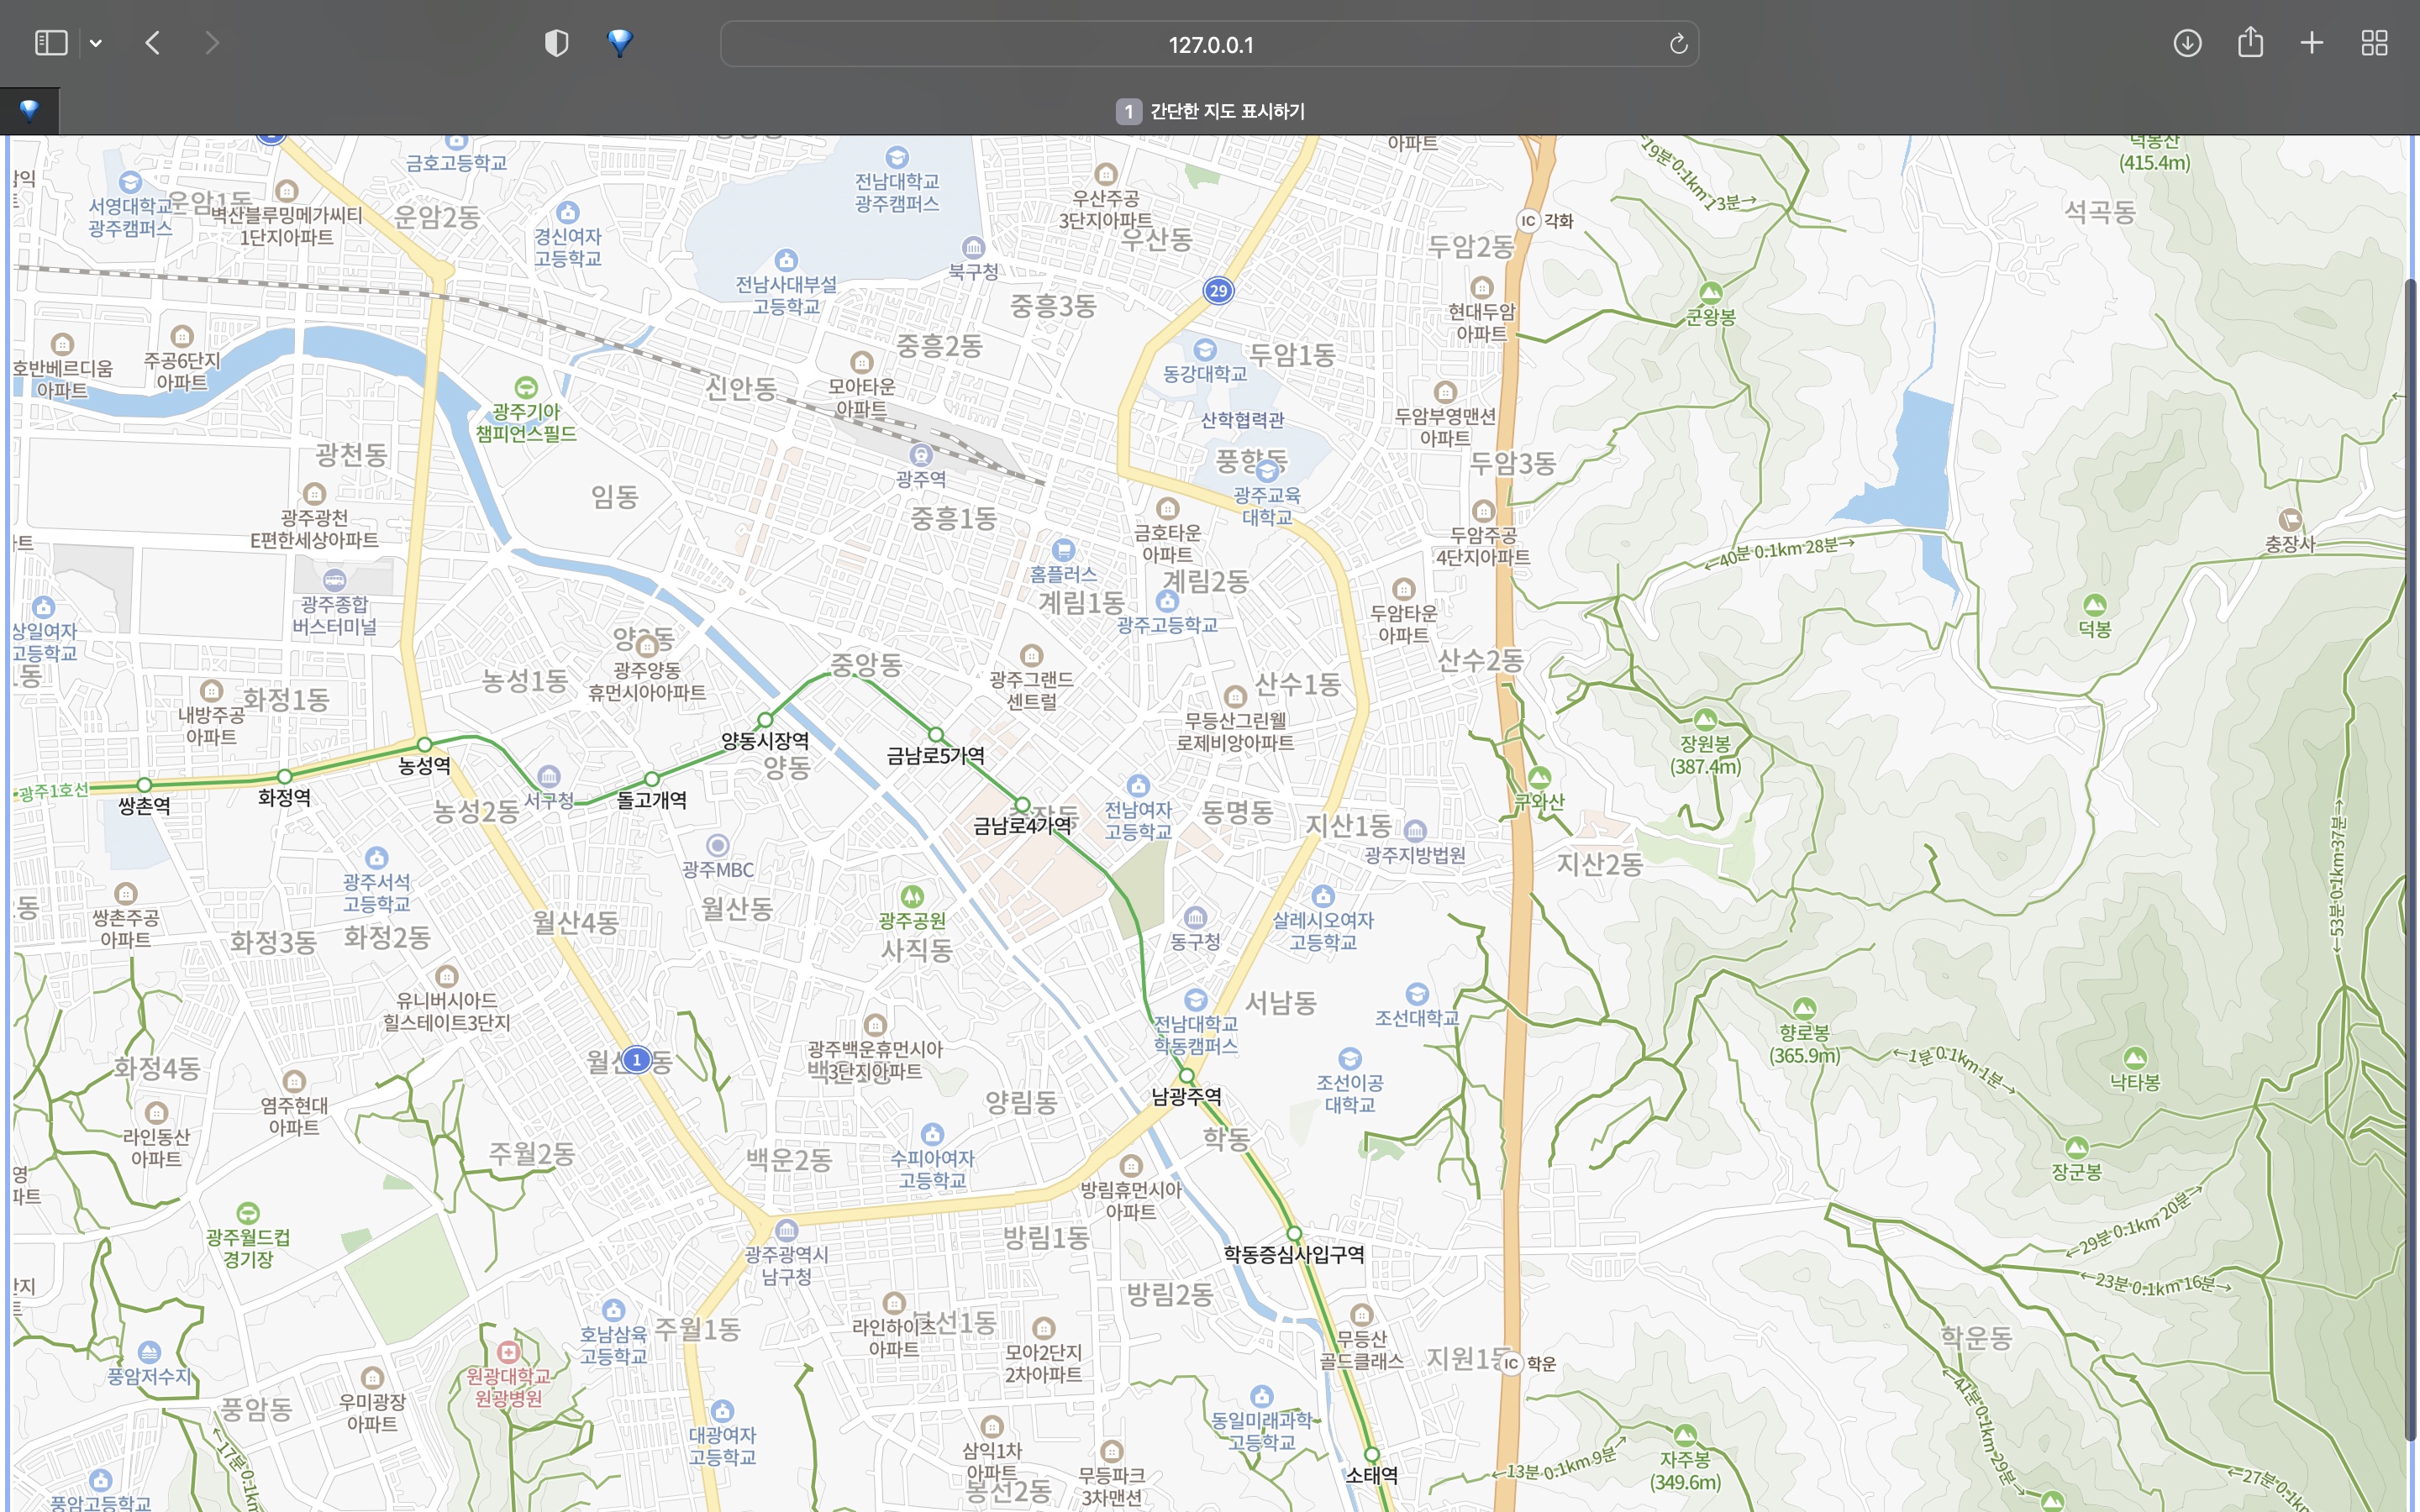 127.0.0.1
1 간단한 지도 표시하기
금호고등학교
서영대학교
광주캠퍼스
운암1동
벽산블루밍메가씨티
1단지아파트
운암2동
경신여자
고등학교
전남대학교
광주캠퍼스
전남사대부설
고등학교
북구청
우산주공
3단지아파트
우산동
아파트
두암2동
IC 각화
19분 0.1km 13분→
덕봉산
(415.4m)
석곡동
29
중흥3동
중흥2동
현대두암
아파트
군왕봉
호반베르디움
아파트
주공6단지
아파트
광주기아
챔피언스필드
신안동
모아타운
아파트
동강대학교
두암1동
산학협력관
두암부영맨션
아파트
광천동
광주역
풍향동
두암3동
임동
광주광천
E편한세상아파트
중흥1동
금호타운
아파트
광주교육
대학교
두암주공
4단지아파트
←40분 0.1km 28분→
충장사
홈플러스
계림2동
계림1동
광주고등학교
두암타운
아파트
덕봉
광주종합
버스터미널
상일여자
고등학교
광주양동
휴먼시아아파트
농성1동
중앙동
광주그랜드
센트럴
산수1동
산수2동
내방주공
아파트
화정1동
무등산그린웰
로제비앙아파트
장원봉
(387.4m)
양동시장역
양동
금남로5가역
농성역
광주1호선
쌍촌역
화정역
서구청
돌고개역
농성2동
금남로4가역
전남여자
고등학교
동명동
지산1동
광주지방법원
구와산
지산2동
광주MBC
광주서석
고등학교
쌍촌주공
아파트
화정3동
화정2동
월산4동
월산동
광주공원
사직동
동구청
살레시오여자
고등학교
←53분 0.1km 37분→
유니버시아드
힐스테이트3단지
서남동
전남대학교
학동캠퍼스
조선대학교
향로봉
(365.9m)
←1분 0.1km 1분→
낙타봉
화정4동
1
광주백운휴먼시아
3단지아파트
조선이공
대학교
남광주역
염주현대
아파트
라인동산
아파트
양림동
학동
장군봉
주월2동
백운2동
수피아여자
고등학교
방림휴먼시아
아파트
광주월드컵
경기장
광주광역시
남구청
방림1동
학동증심사입구역
←29분 0.1km 20분→
←23분 0.1km 16분→
방림2동
호남삼육
고등학교
주월1동
라인하이츠
아파트
모아2단지
2차아파트
무등산
골드클래스
지원1동
IC 학운
학운동
풍암저수지
원광대학교
원광병원
우미광장
아파트
풍암동
←41분 0.1km 29분→
대광여자
고등학교
동일미래과학
고등학교
삼익1차
아파트
봉선2동
무등파크
3차맨션
소태역
←13분 0.1km 9분→
자주봉
(349.6m)
←17분 0.1km
←27분 0.1k
풍암고등학교